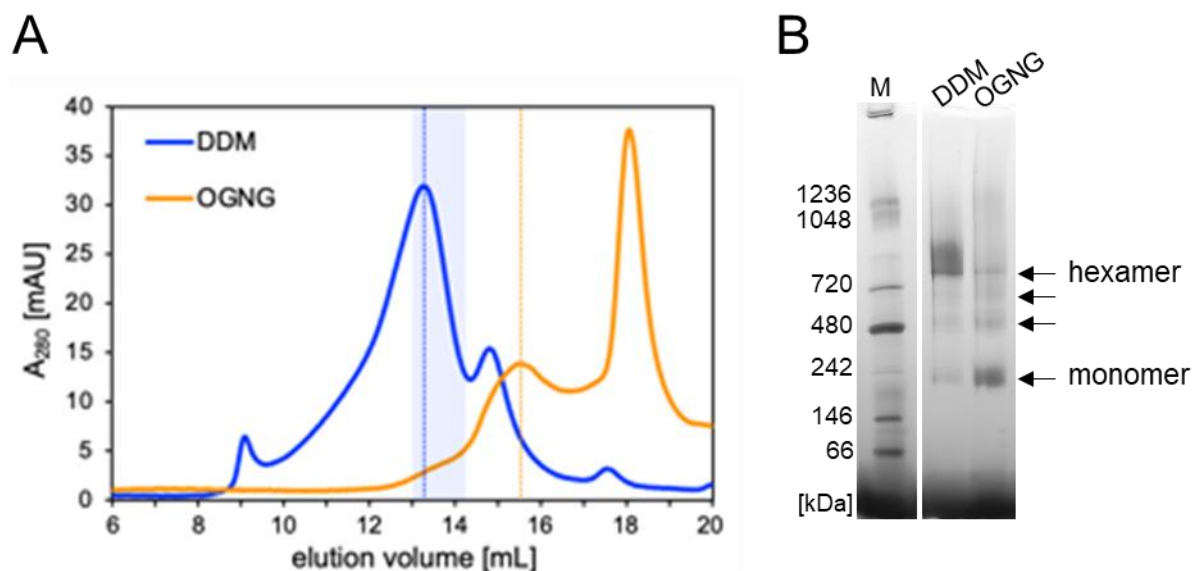 A
B
40
35
30
25
20
15
10
5
0
A280 [mAU]
DDM
OGNG
6 8 10 12 14 16 18 20
elution volume [mL]
M DDM OGNG
1236
1048
720
480
242
146
66
[kDa]
hexamer
monomer